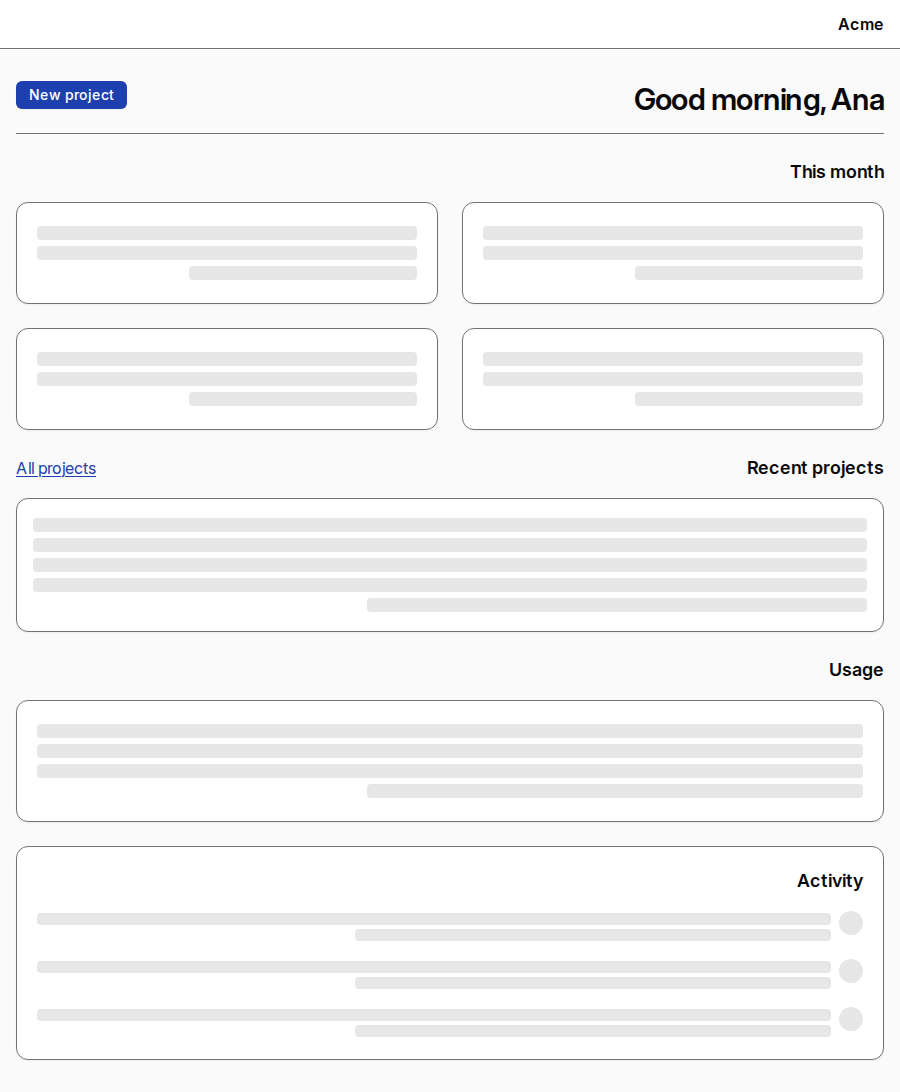 Acme
Good morning, Ana
New project
This month
Recent projects
All projects
Usage
Activity